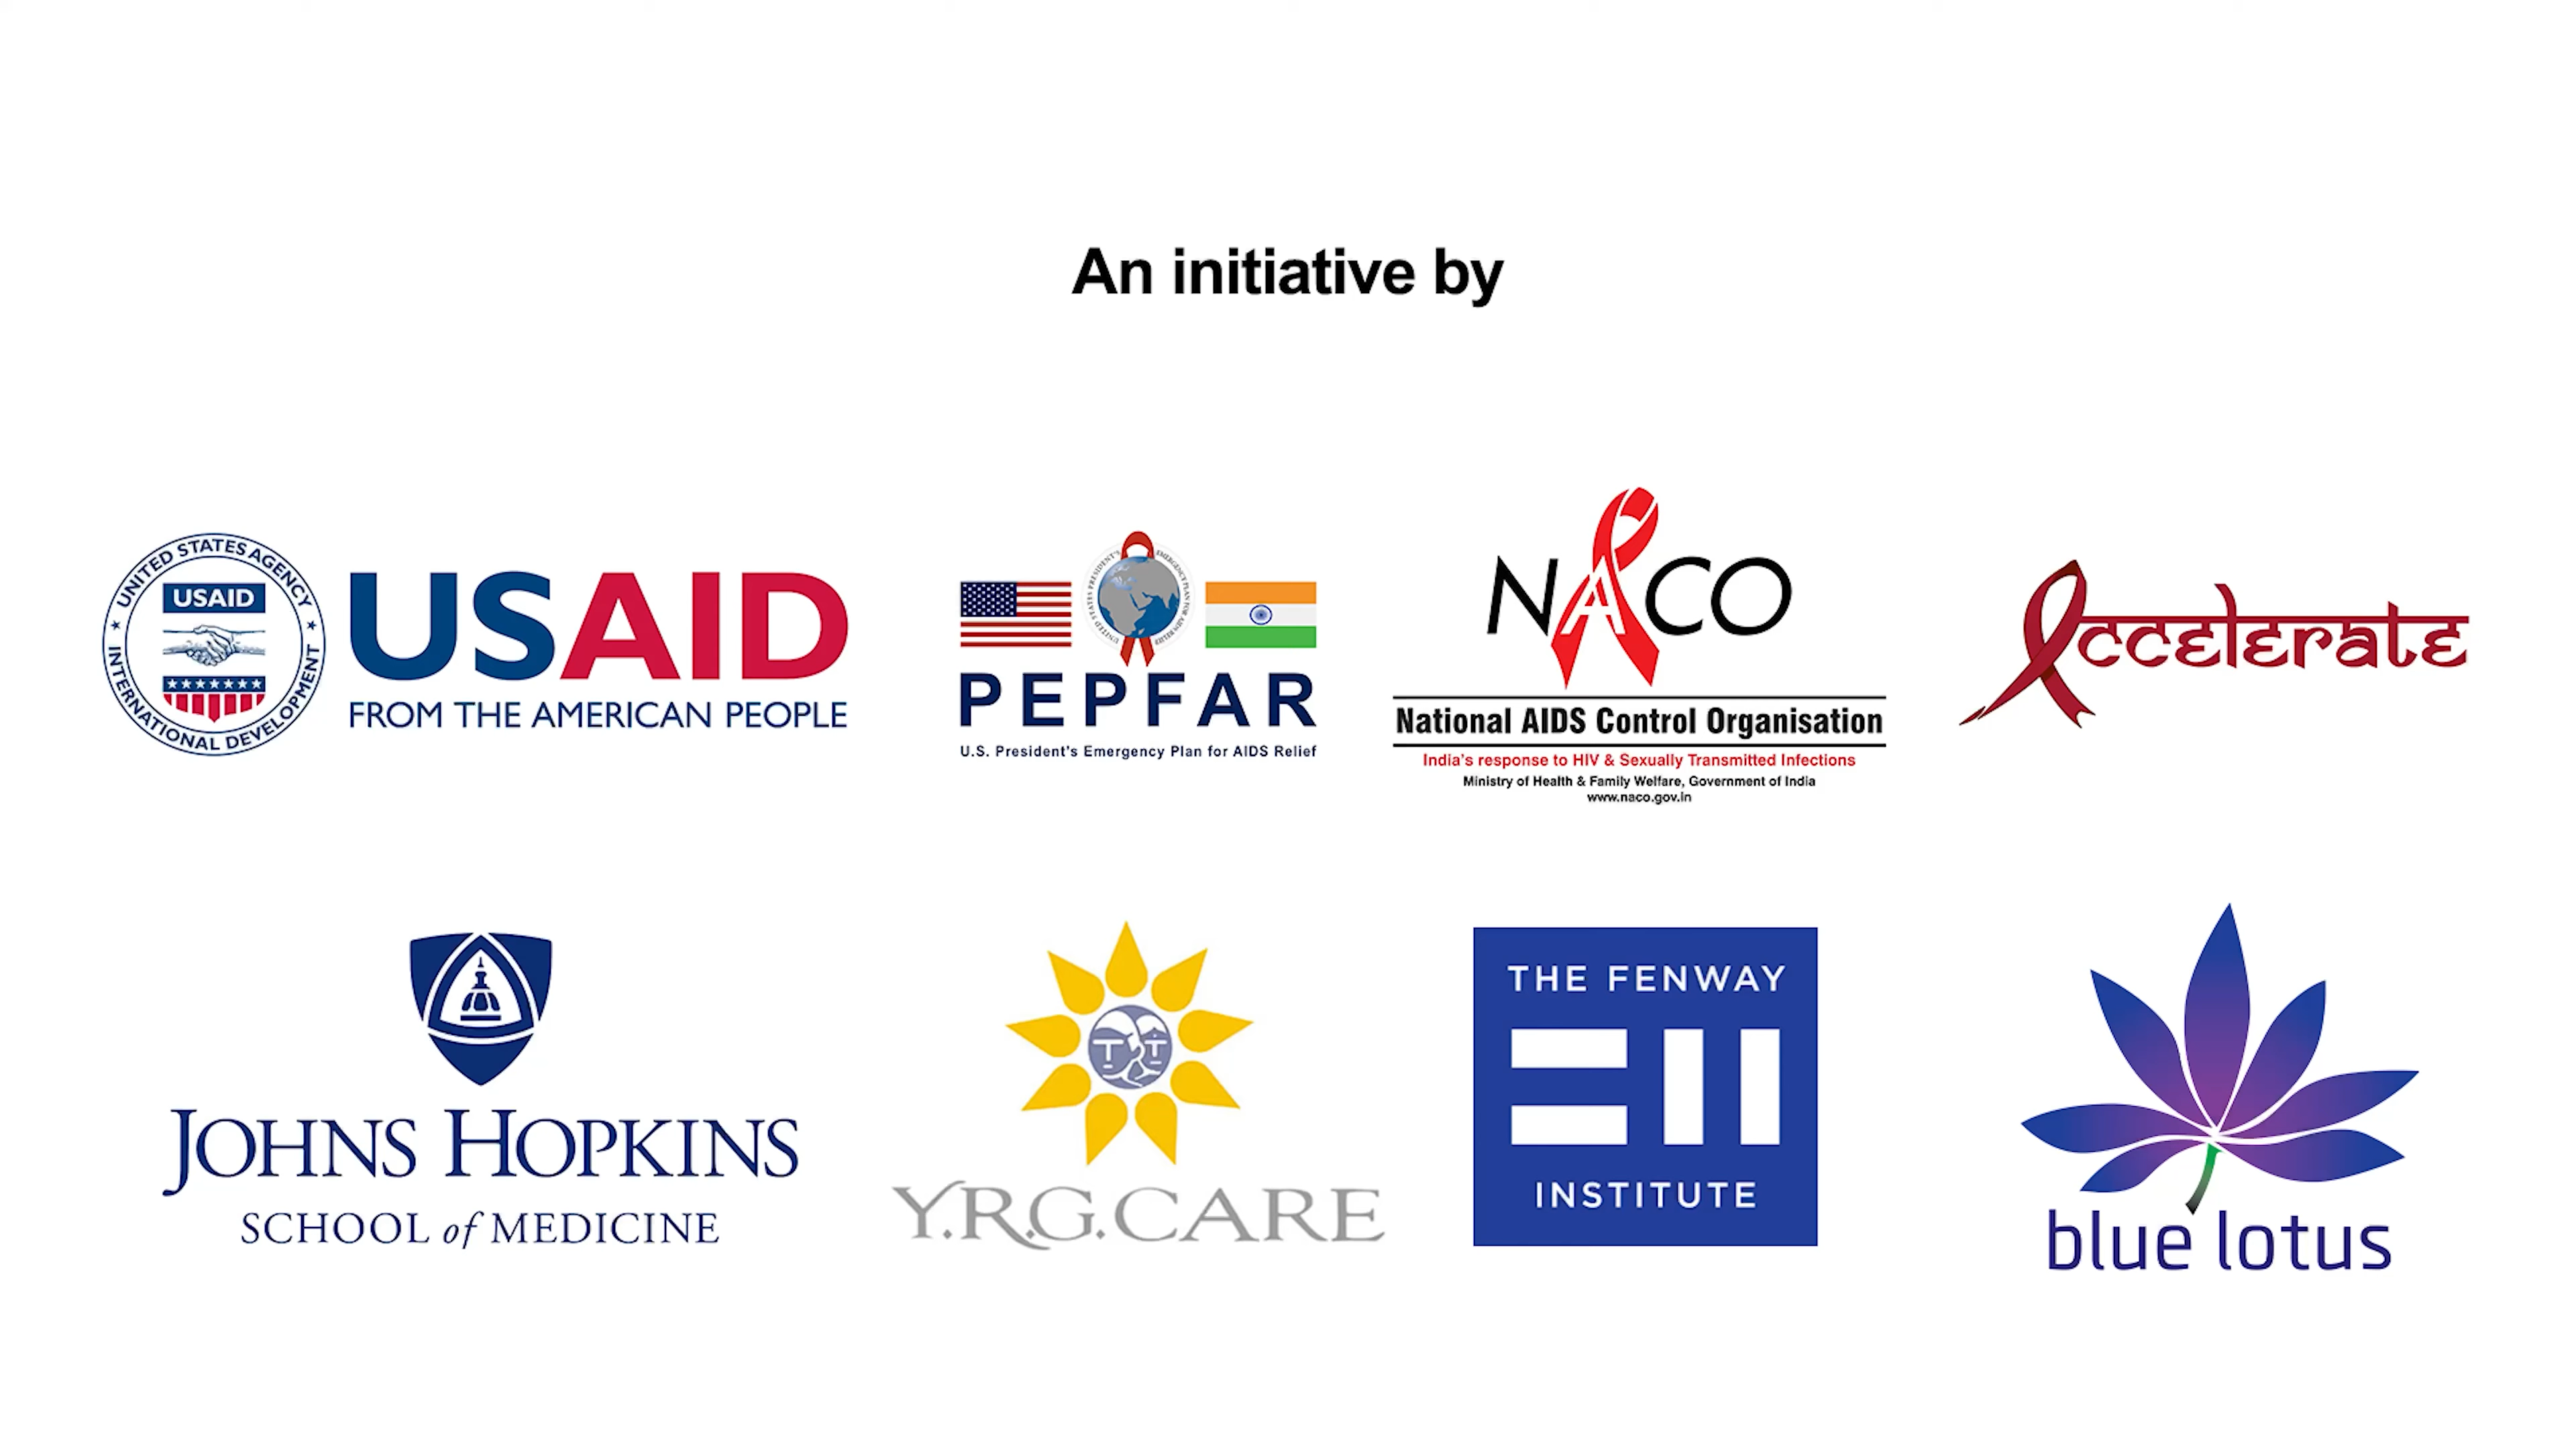 An initiative by
UNITED STATES AGENCY
INTERNATIONAL DEVELOPMENT
USAID
USAID
FROM THE AMERICAN PEOPLE
PEPFAR
U.S. President's Emergency Plan for AIDS Relief
NACO
National AIDS Control Organisation
India's response to HIV & Sexually Transmitted Infections
Ministry of Health & Family Welfare, Government of India
www.naco.gov.in
Accelerate
JOHNS HOPKINS
SCHOOL of MEDICINE
Y.R.G.CARE
THE FENWAY
INSTITUTE
blue lotus